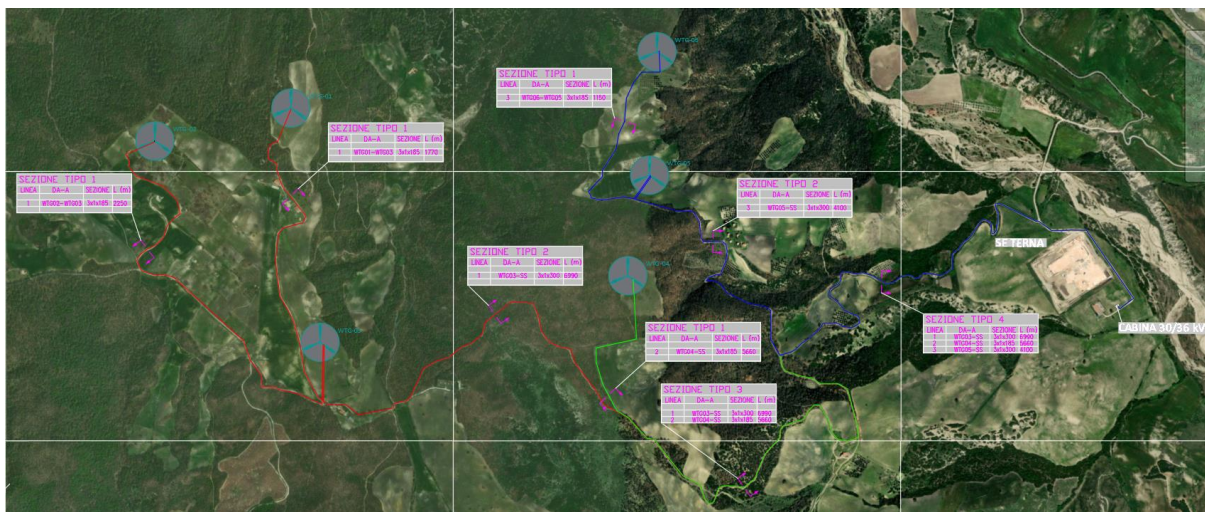 SEZIONE TIPO 1
LINEA DA-A SEZIONE L (m)
3 WTG06-WTG05 3x1x185 1150
SEZIONE TIPO 1
LINEA DA-A SEZIONE L (m)
1 WTG01-WTG03 3x1x185 1770
SEZIONE TIPO 1
LINEA DA-A SEZIONE L (m)
1 WTG02-WTG03 3x1x185 2250
SEZIONE TIPO 2
LINEA DA-A SEZIONE L (m)
3 WTG05-SS 3x1x300 4100
SE TERNA
SEZIONE TIPO 2
LINEA DA-A SEZIONE L (m)
1 WTG03-SS 3x1x300 6990
SEZIONE TIPO 4
LINEA DA-A SEZIONE L (m)
1 WTG03-SS 3x1x300 6990
2 WTG04-SS 3x1x185 5660
3 WTG05-SS 3x1x300 4100
CABINA 30/36 kV
SEZIONE TIPO 1
LINEA DA-A SEZIONE L (m)
2 WTG04-SS 3x1x185 5660
SEZIONE TIPO 3
LINEA DA-A SEZIONE L (m)
1 WTG03-SS 3x1x300 6990
2 WTG04-SS 3x1x185 5660